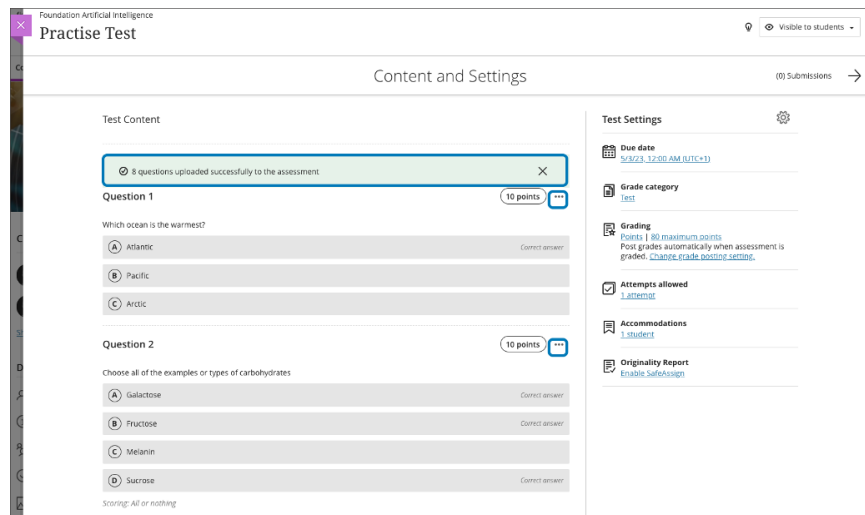 Foundation Artificial Intelligence
Practise Test
Visible to students
Content and Settings
(0) Submissions
Test Content
8 questions uploaded successfully to the assessment
Question 1
10 points
Which ocean is the warmest?
A Atlantic Correct answer
B Pacific
C Arctic
Question 2
10 points
Choose all of the examples or types of carbohydrates
A Galactose Correct answer
B Fructose Correct answer
C Melanin
D Sucrose Correct answer
Scoring: All or nothing
Test Settings
Due date
5/3/23, 12:00 AM (UTC+1)
Grade category
Test
Grading
Points | 80 maximum points
Post grades automatically when assessment is
graded. Change grade posting setting.
Attempts allowed
1 attempt
Accommodations
1 student
Originality Report
Enable SafeAssign